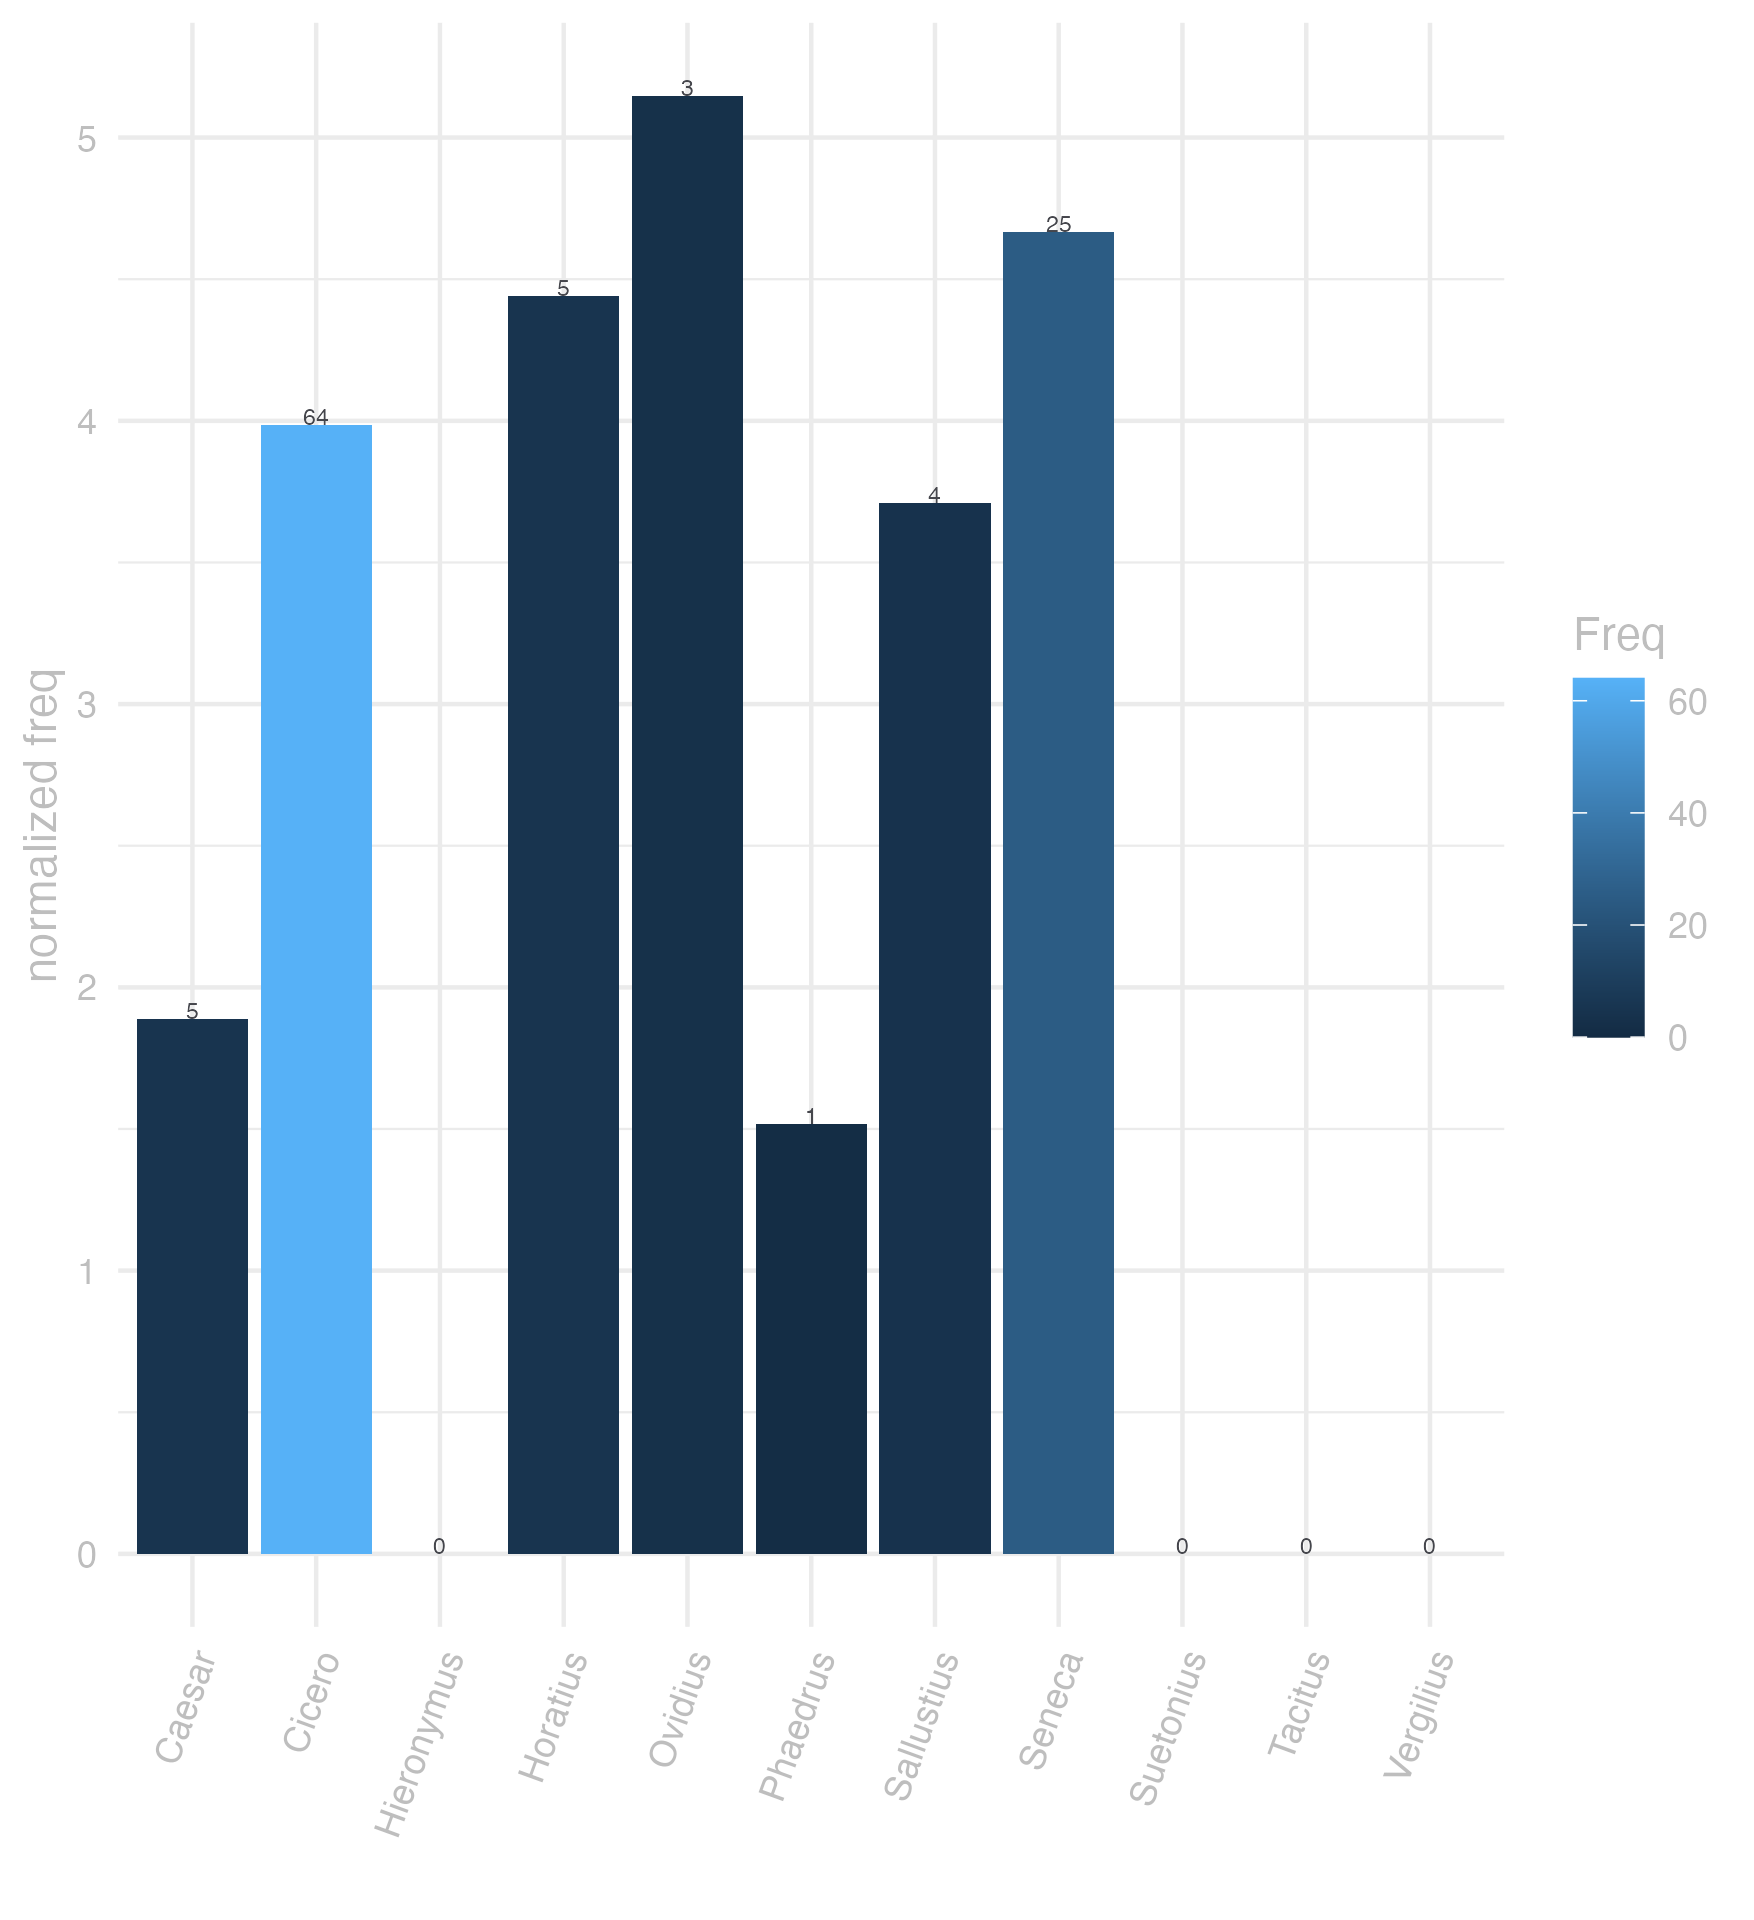 3
5
25
5
64
4
4
Freq
60
3
40
normalized freq
20
2
5
0
1
1
0
0
0
0
0
Caesar
Cicero
Hieronymus
Horatius
Ovidius
Phaedrus
Sallustius
Seneca
Suetonius
Tacitus
Vergilius